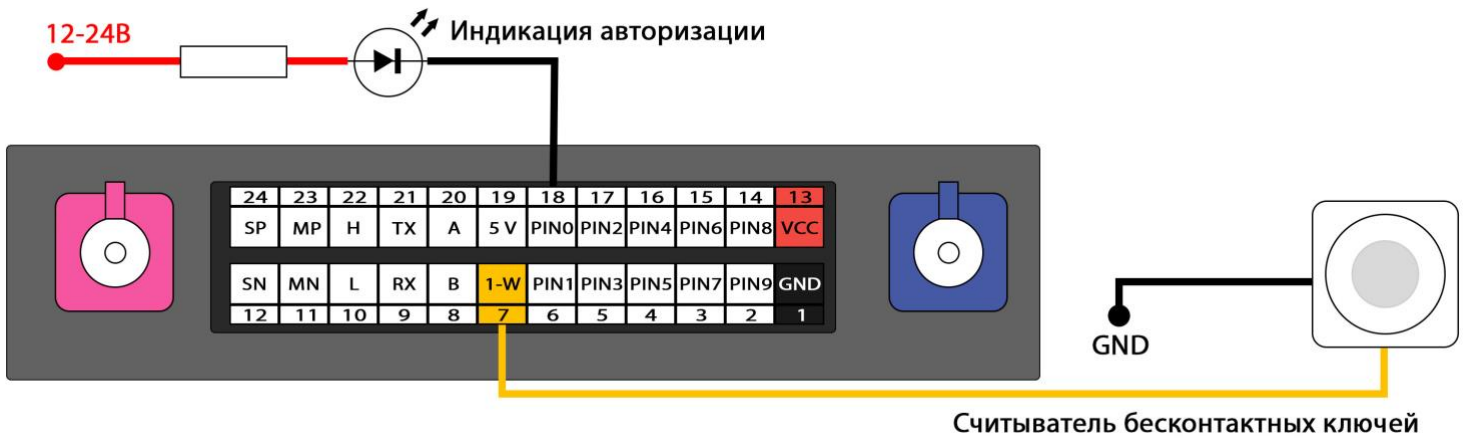 12-24В
Индикация авторизации
24 23 22 21 20 19 18 17 16 15 14 13
SP MP H TX A 5 V PIN0 PIN2 PIN4 PIN6 PIN8 VCC
SN MN L RX B 1-W PIN1 PIN3 PIN5 PIN7 PIN9 GND
12 11 10 9 8 7 6 5 4 3 2 1
GND
Считыватель бесконтактных ключей